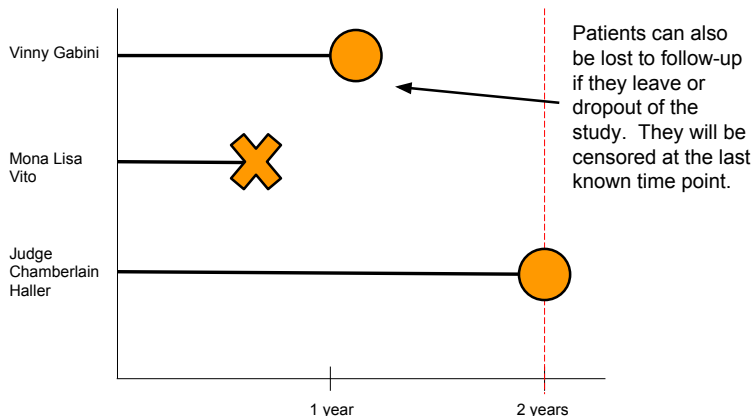 Vinny Gabini
Mona Lisa
Vito
Judge
Chamberlain
Haller
Patients can also
be lost to follow-up
if they leave or
dropout of the
study.  They will be
censored at the last
known time point.
1 year
2 years